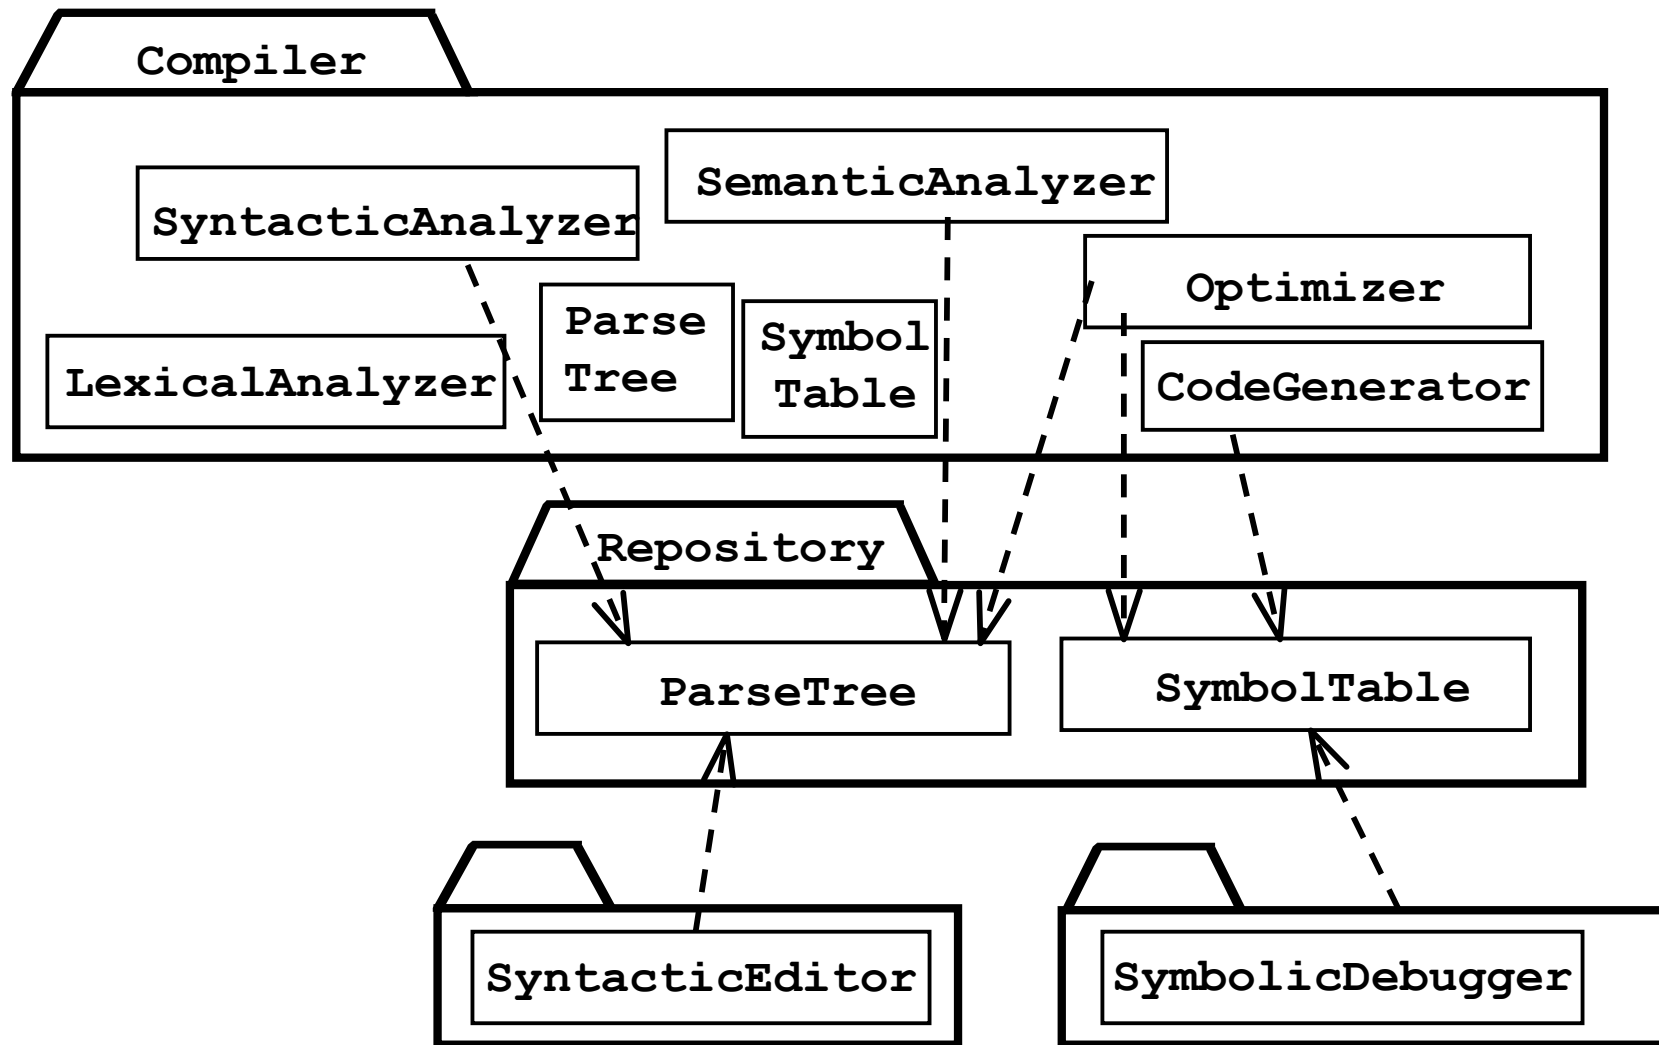 Compiler
SemanticAnalyzer
SyntacticAnalyzer
Optimizer
Parse
Tree
Symbol
Table
LexicalAnalyzer
CodeGenerator
Repository
ParseTree
SymbolTable
SyntacticEditor
SymbolicDebugger